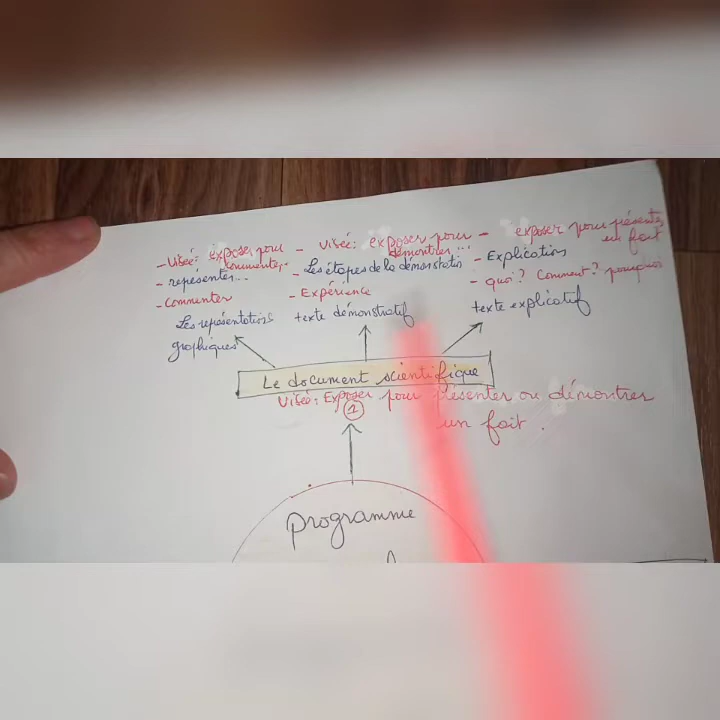 - Visée: exposer pour commenter...
- représenter...
- Commenter
Les représentations graphiques
- Visée: exposer pour démontrer...
- Les étapes de la démonstration
- Expérience
texte démonstratif
- exposer pour présenter un fait
- Explication
- quoi? Comment? pourquoi
texte explicatif
Le document scientifique
Visée: Exposer pour présenter ou démontrer
un fait.
1
programme